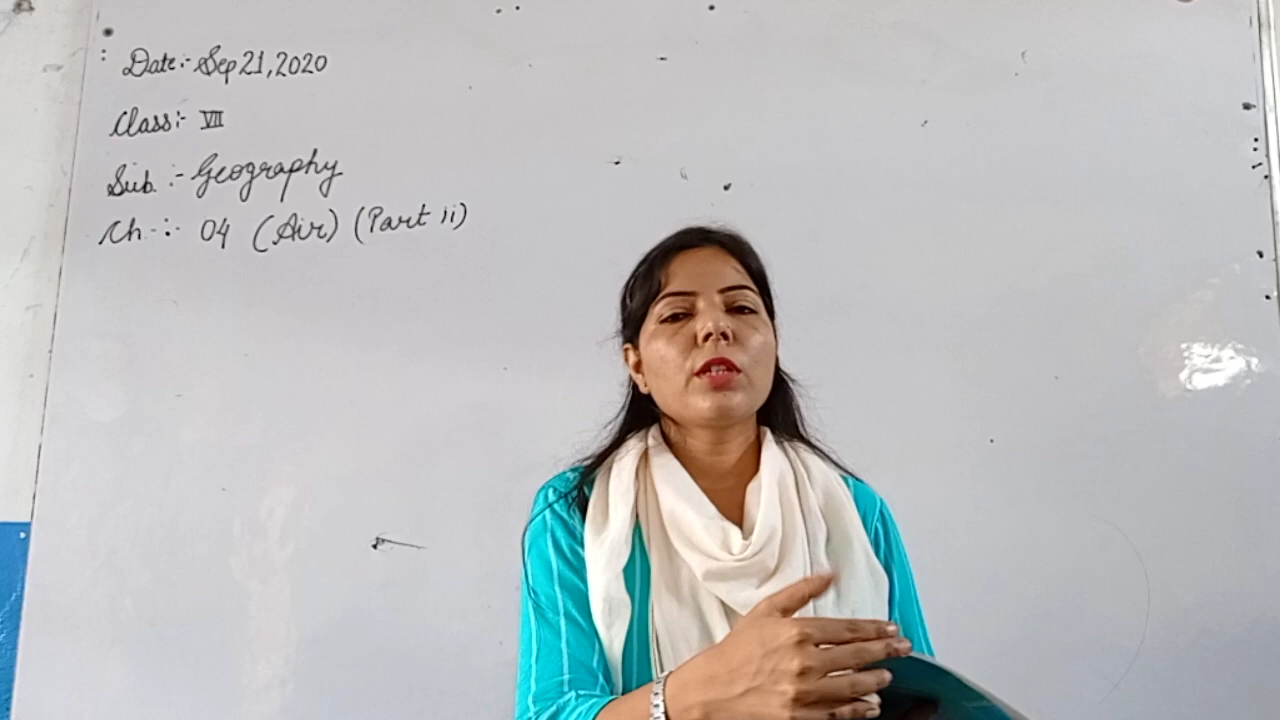 Date:- Sep 21, 2020
Class:- VII
Sub :- Geography
Ch -:- 04 (Air) (Part ii)